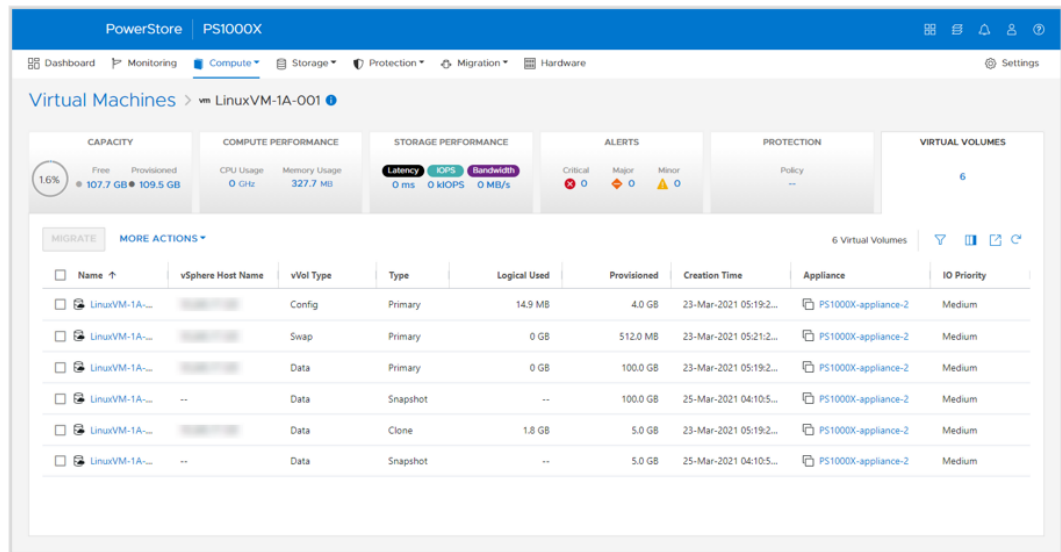 PowerStore PS1000X
Dashboard Monitoring Compute Storage Protection Migration Hardware Settings
Virtual Machines > vm LinuxVM-1A-001
CAPACITY COMPUTE PERFORMANCE STORAGE PERFORMANCE ALERTS PROTECTION VIRTUAL VOLUMES
Free Provisioned CPU Usage Memory Usage Latency IOPS Bandwidth Critical Major Minor Policy
1.6% 107.7 GB 109.5 GB 0 GHz 327.7 MB 0 ms 0 kIOPS 0 MB/s 0 0 0 -- 6
MIGRATE MORE ACTIONS 6 Virtual Volumes
Name ↑ vSphere Host Name vVol Type Type Logical Used Provisioned Creation Time Appliance IO Priority
LinuxVM-1A-... Config Primary 14.9 MB 4.0 GB 23-Mar-2021 05:19:2... PS1000X-appliance-2 Medium
LinuxVM-1A-... Swap Primary 0 GB 512.0 MB 23-Mar-2021 05:21:2... PS1000X-appliance-2 Medium
LinuxVM-1A-... Data Primary 0 GB 100.0 GB 23-Mar-2021 05:19:2... PS1000X-appliance-2 Medium
LinuxVM-1A-... -- Data Snapshot -- 100.0 GB 25-Mar-2021 04:10:5... PS1000X-appliance-2 Medium
LinuxVM-1A-... Data Clone 1.8 GB 5.0 GB 23-Mar-2021 05:19:2... PS1000X-appliance-2 Medium
LinuxVM-1A-... -- Data Snapshot -- 5.0 GB 25-Mar-2021 04:10:5... PS1000X-appliance-2 Medium